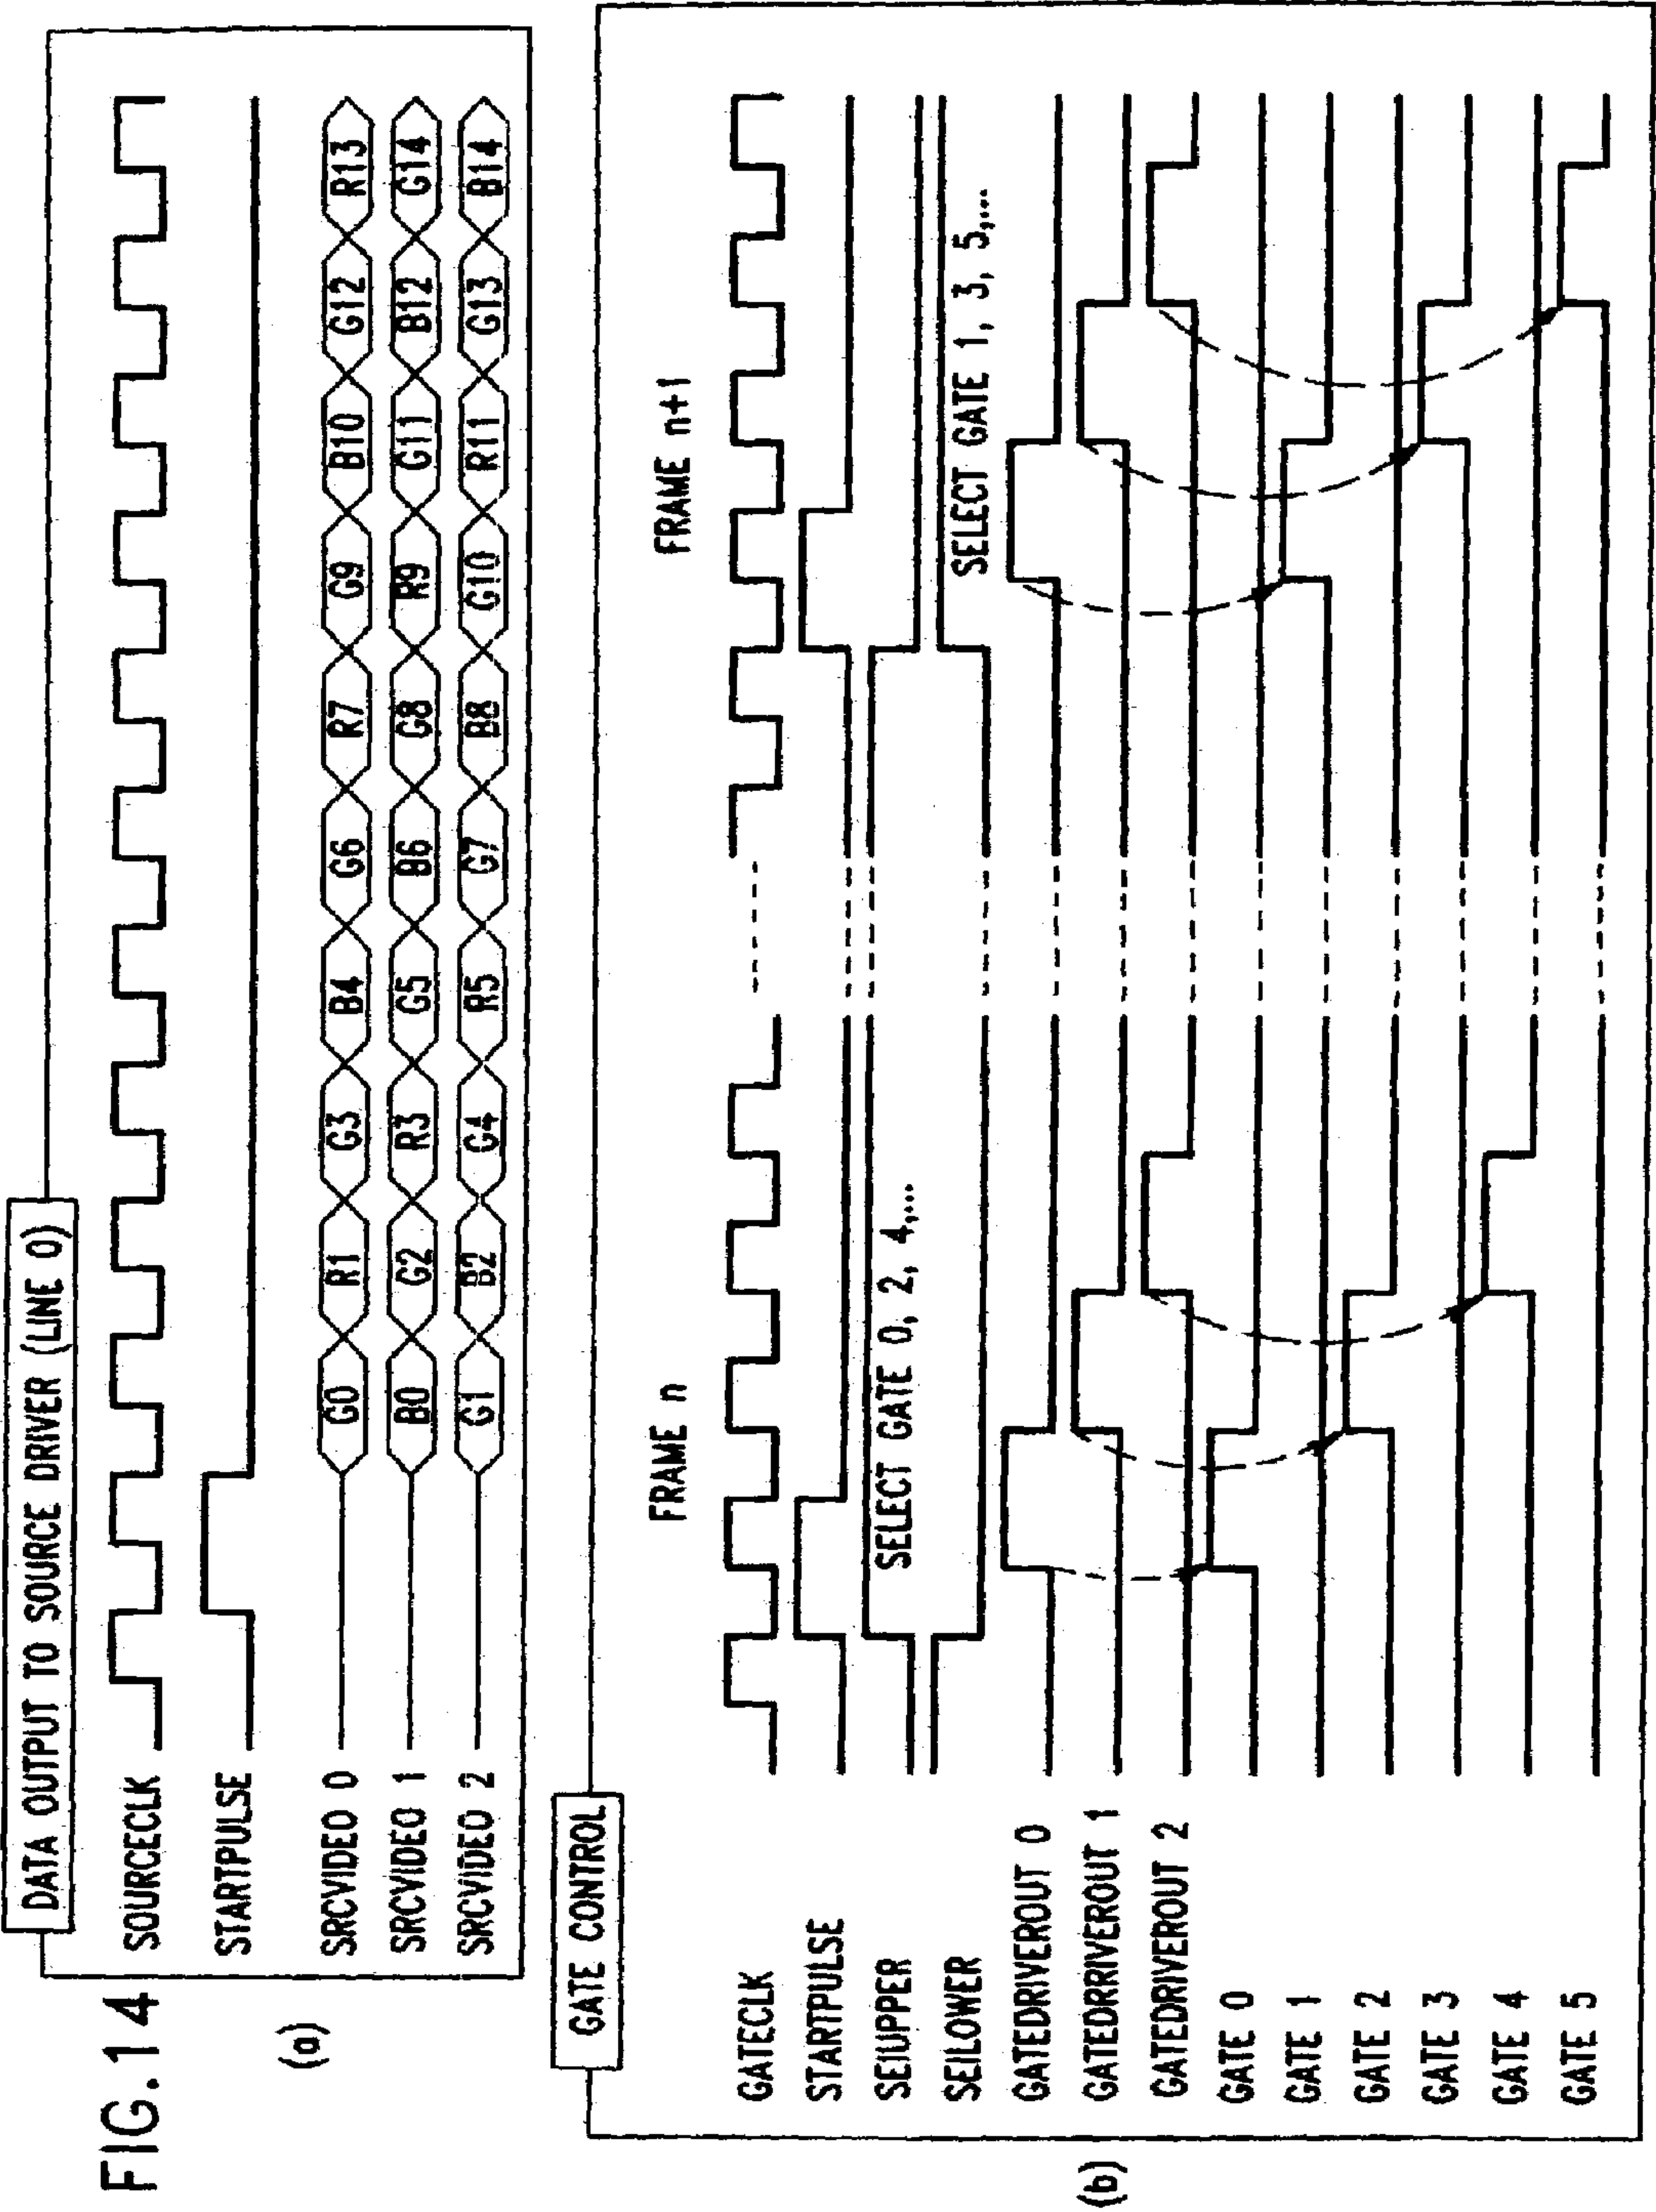 FIG.14
(a)
DATA OUTPUT TO SOURCE DRIVER (LINE 0)
SOURCECLK
STARTPULSE
SRCVIDEO 0 G0 R1 G3 B4 G6 R7 G9 B10 G12 R13
SRCVIDEO 1 B0 G2 R3 G5 B6 G8 R9 G11 B12 G14
SRCVIDEO 2 G1 B2 G4 R5 G7 B8 G10 R11 G13 B14
(b)
GATE CONTROL
FRAME n FRAME n+1
GATECLK
STARTPULSE
SEIUPPER
SELECT GATE 0, 2, 4,...
SEILOWER
SELECT GATE 1, 3, 5,...
GATEDRIVEROUT 0
GATEDRRIVEROUT 1
GATEDRIVEROUT 2
GATE 0
GATE 1
GATE 2
GATE 3
GATE 4
GATE 5